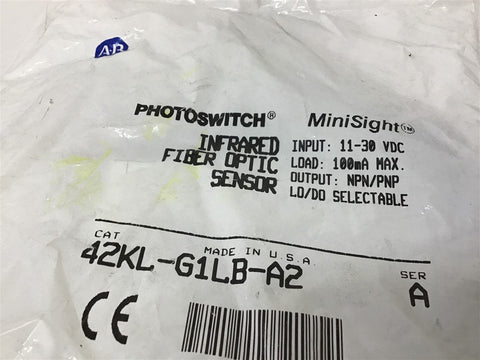 AB
PHOTOSWITCH® MiniSight™
INFRARED INPUT: 11-30 VDC
FIBER OPTIC LOAD: 100mA MAX.
SENSOR OUTPUT: NPN/PNP
LO/DO SELECTABLE
CAT MADE IN U.S.A. SER
42KL-G1LB-A2 A
CE